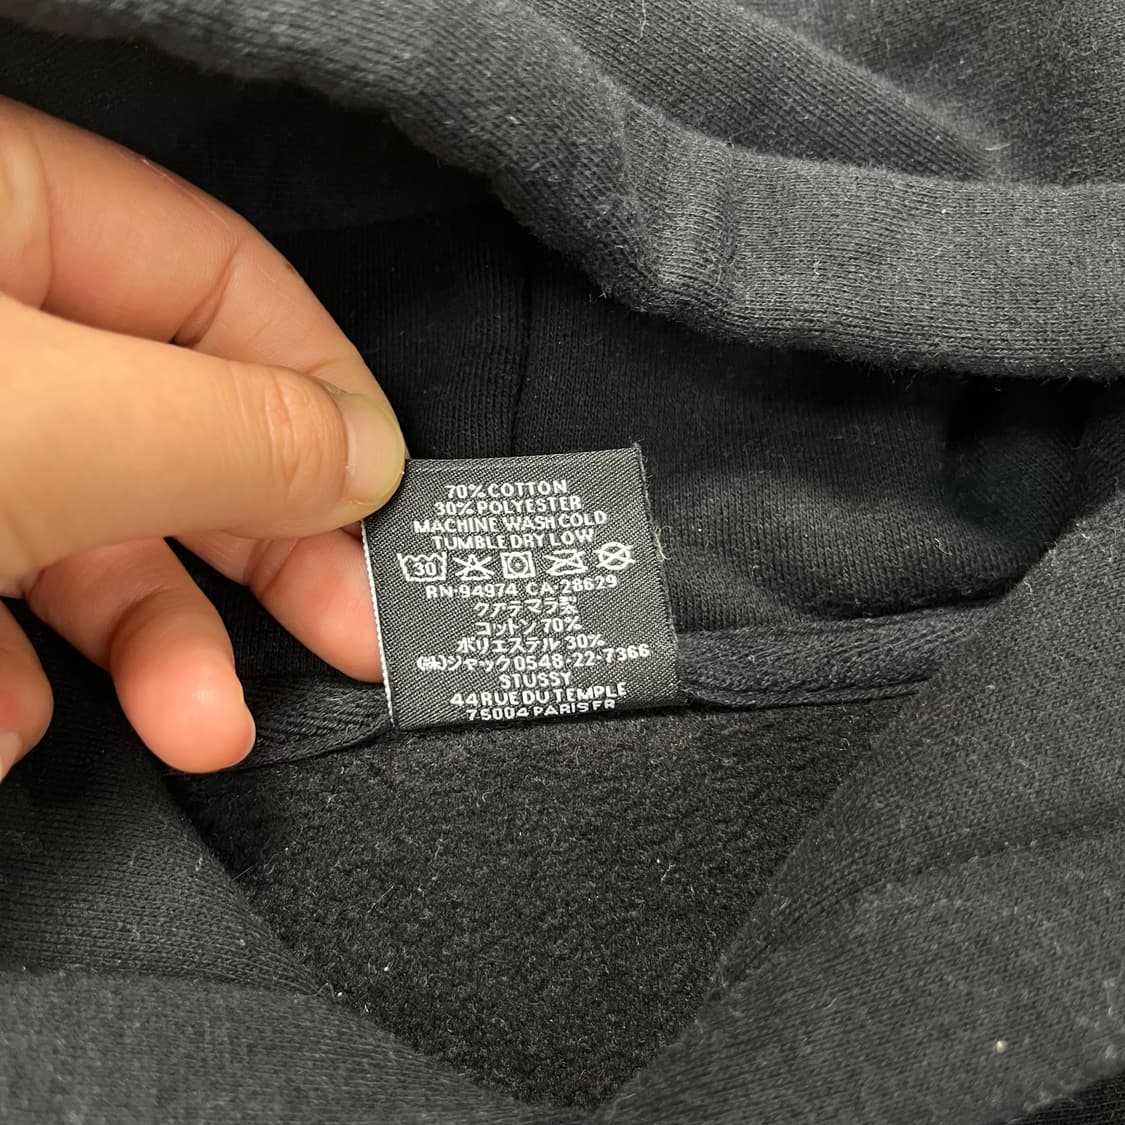 70% COTTON
30% POLYESTER
MACHINE WASH COLD
TUMBLE DRY LOW
30
RN 94974 CA 28629
クアテマラ製
コットン 70%
ポリエステル 30%
(株)ジャック 0548-22-7366
STUSSY
44 RUE DU TEMPLE
75004 PARIS FR